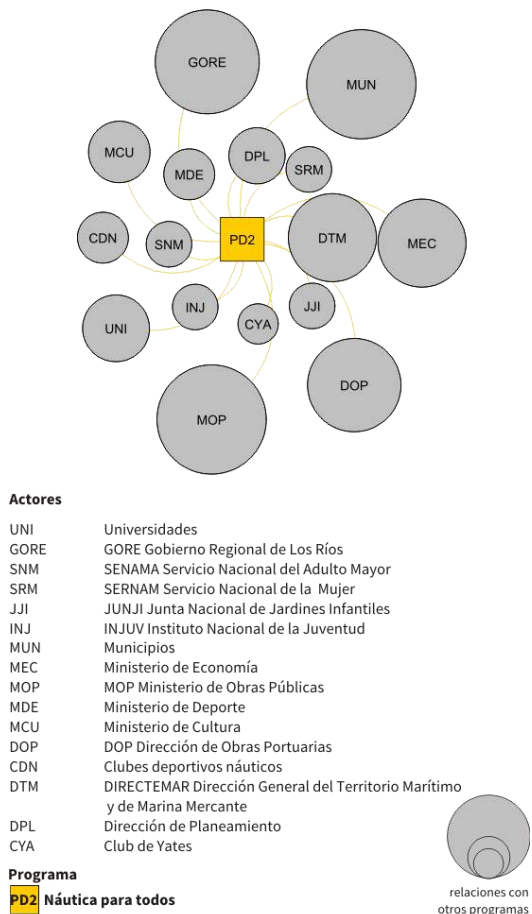 GORE
MUN
MCU
DPL
MDE
SRM
CDN
SNM
PD2
DTM
MEC
INJ
JJI
UNI
CYA
DOP
MOP
Actores
UNI Universidades
GORE GORE Gobierno Regional de Los Ríos
SNM SENAMA Servicio Nacional del Adulto Mayor
SRM SERNAM Servicio Nacional de la Mujer
JJI JUNJI Junta Nacional de Jardines Infantiles
INJ INJUV Instituto Nacional de la Juventud
MUN Municipios
MEC Ministerio de Economía
MOP MOP Ministerio de Obras Públicas
MDE Ministerio de Deporte
MCU Ministerio de Cultura
DOP DOP Dirección de Obras Portuarias
CDN Clubes deportivos náuticos
DTM DIRECTEMAR Dirección General del Territorio Marítimo
y de Marina Mercante
DPL Dirección de Planeamiento
CYA Club de Yates
Programa
PD2 Náutica para todos
relaciones con
otros programas